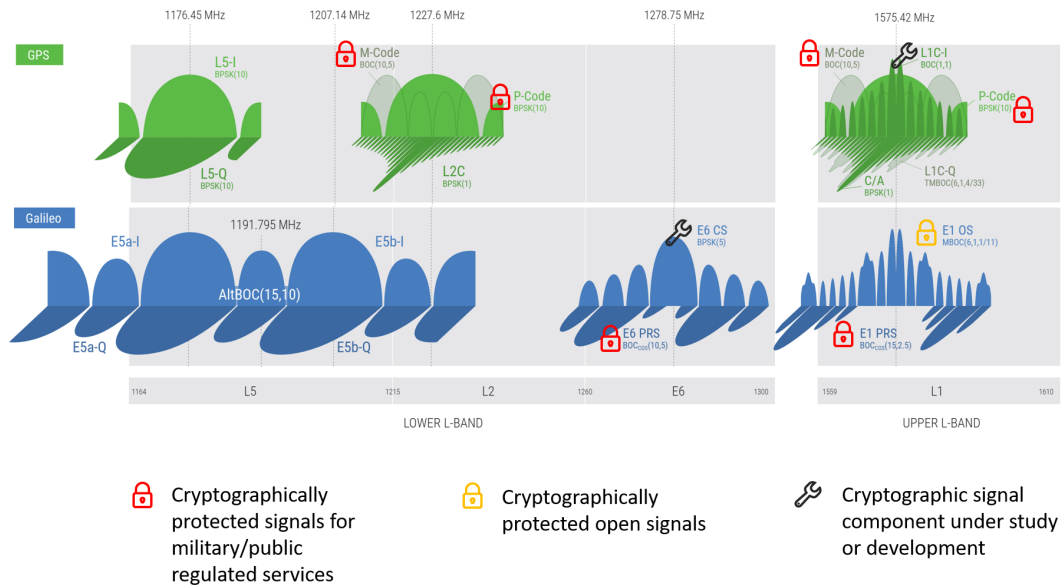 1176.45 MHz
1207.14 MHz
1227.6 MHz
1278.75 MHz
1575.42 MHz
GPS
L5-I
BPSK(10)
L5-Q
BPSK(10)
M-Code
BOC(10,5)
P-Code
BPSK(10)
L2C
BPSK(1)
M-Code
BOC(10,5)
L1C-I
BOC(1,1)
P-Code
BPSK(10)
L1C-Q
TMBOC(6,1,4/33)
C/A
BPSK(1)
Galileo
E5a-I
1191.795 MHz
E5b-I
AltBOC(15,10)
E5a-Q
E5b-Q
E6 CS
BPSK(5)
E6 PRS
BOCcos(10,5)
E1 OS
MBOC(6,1,1/11)
E1 PRS
BOCcos(15,2.5)
1164
L5
1215
L2
1260
E6
1300
1559
L1
1610
LOWER L-BAND
UPPER L-BAND
Cryptographically
protected signals for
military/public
regulated services
Cryptographically
protected open signals
Cryptographic signal
component under study
or development